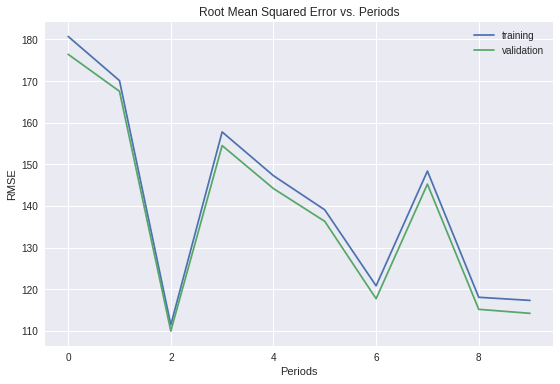 Root Mean Squared Error vs. Periods
training
validation
RMSE
180
170
160
150
140
130
120
110
0 2 4 6 8
Periods